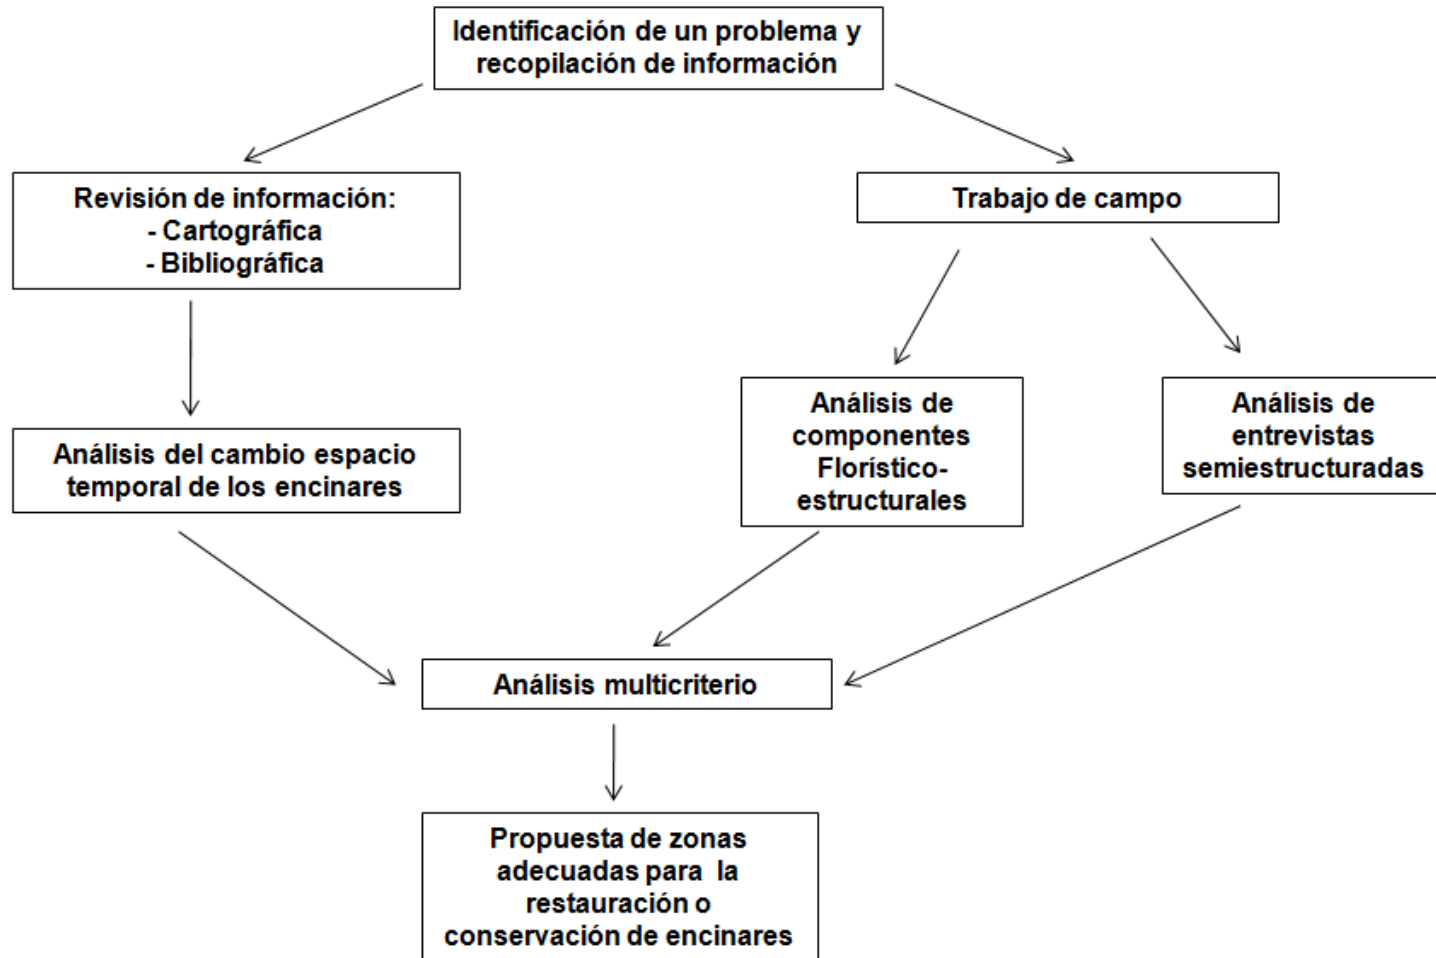 Identificación de un problema y
recopilación de información
Revisión de información:
- Cartográfica
- Bibliográfica
Trabajo de campo
Análisis del cambio espacio
temporal de los encinares
Análisis de
componentes
Florístico-
estructurales
Análisis de
entrevistas
semiestructuradas
Análisis multicriterio
Propuesta de zonas
adecuadas para la
restauración o
conservación de encinares